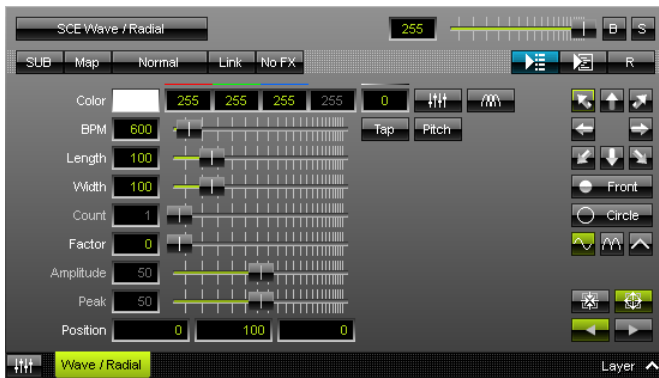 SCE Wave / Radial 255 B S
SUB Map Normal Link No FX R
Color 255 255 255 255 0
BPM 600 Tap Pitch
Length 100
Width 100 Front
Count 1 Circle
Factor 0
Amplitude 50
Peak 50
Position 0 100 0
Wave / Radial Layer